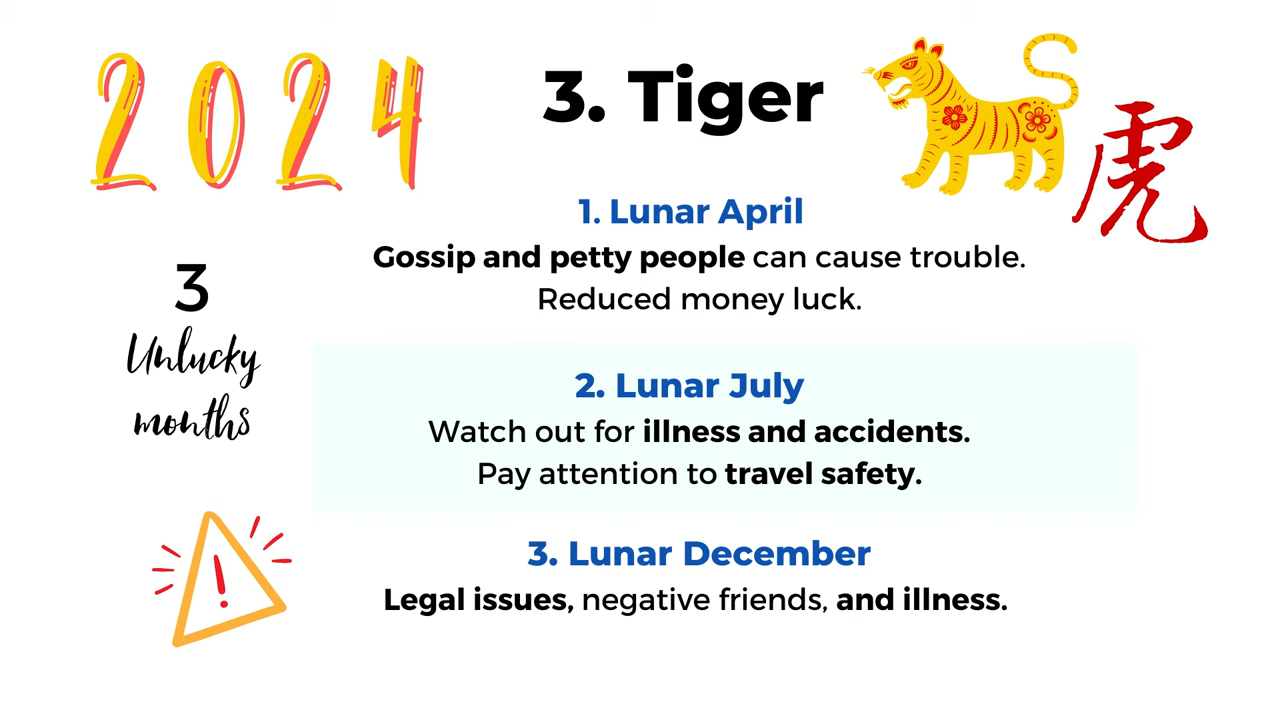 2024
3. Tiger
虎
1. Lunar April
Gossip and petty people can cause trouble.
Reduced money luck.
3
Unlucky
months
2. Lunar July
Watch out for illness and accidents.
Pay attention to travel safety.
3. Lunar December
Legal issues, negative friends, and illness.
!